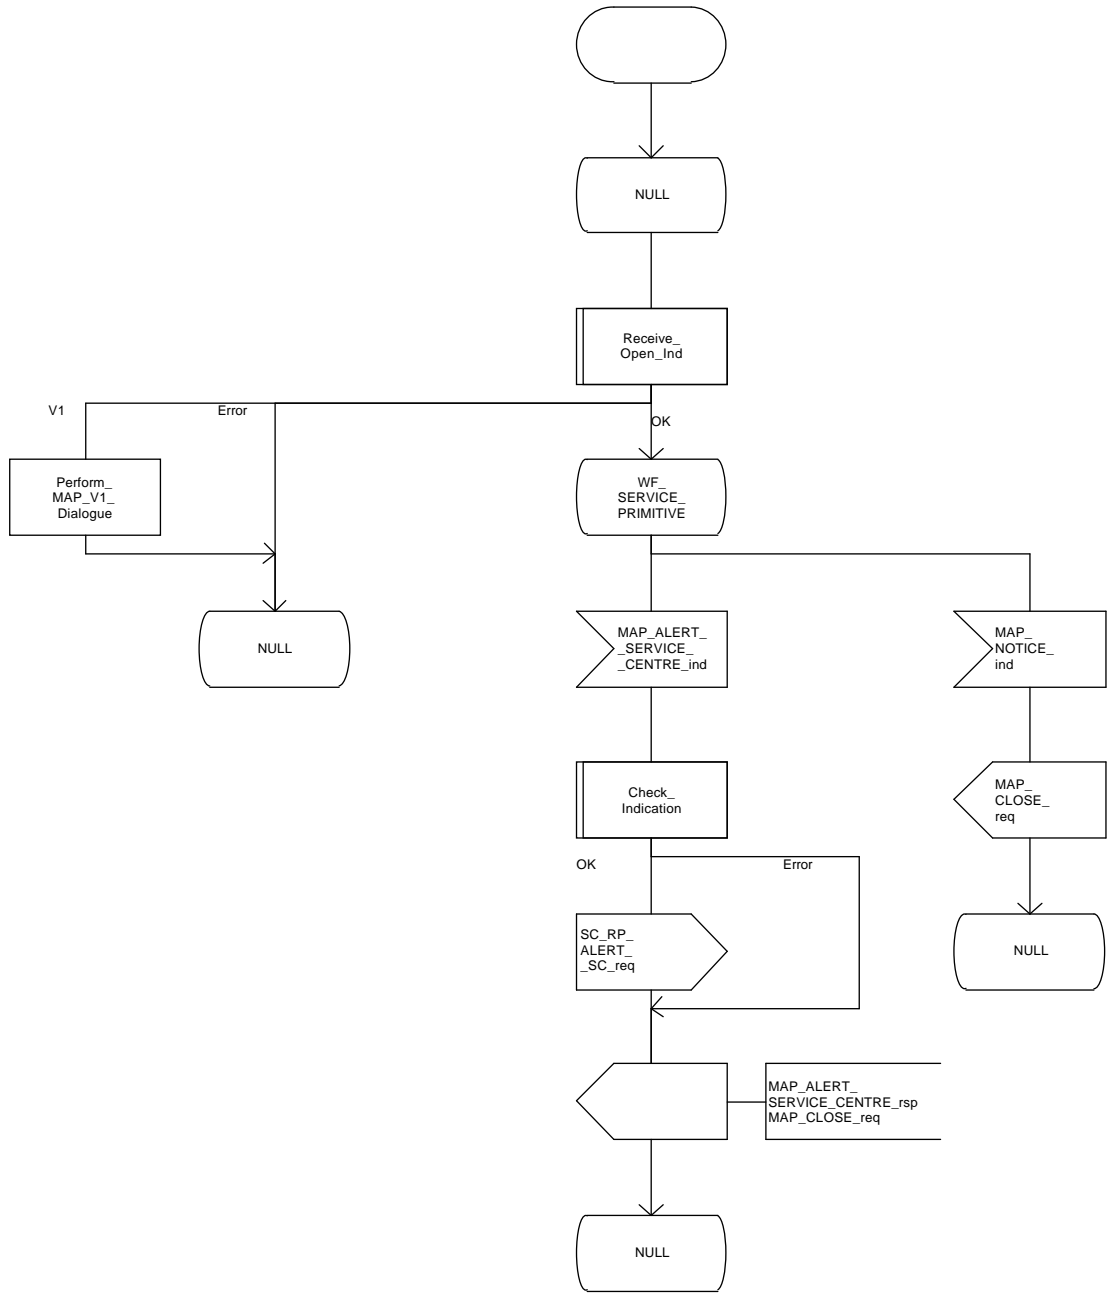 NULL
Receive_
Open_Ind
V1
Error
OK
Perform_
MAP_V1_
Dialogue
WF_
SERVICE_
PRIMITIVE
NULL
MAP_ALERT_
_SERVICE_
_CENTRE_ind
MAP_
NOTICE_
ind
Check_
Indication
MAP_
CLOSE_
req
OK
Error
SC_RP_
ALERT_
_SC_req
NULL
MAP_ALERT_
SERVICE_CENTRE_rsp
MAP_CLOSE_req
NULL